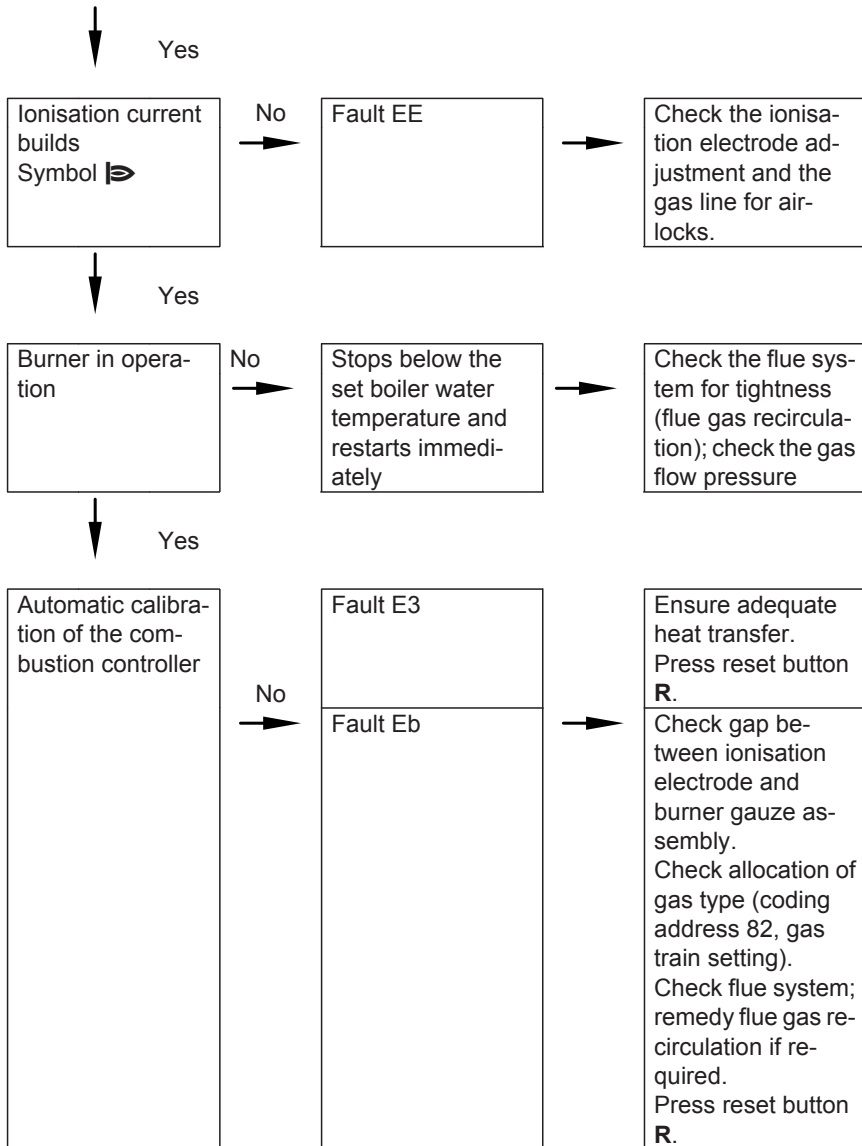 Yes
Ionisation current
builds
Symbol
No
Fault EE
Check the ionisa-
tion electrode ad-
justment and the
gas line for air-
locks.
Yes
Burner in opera-
tion
No
Stops below the
set boiler water
temperature and
restarts immedi-
ately
Check the flue sys-
tem for tightness
(flue gas recircula-
tion); check the gas
flow pressure
Yes
Automatic calibra-
tion of the com-
bustion controller
No
Fault E3
Ensure adequate
heat transfer.
Press reset button
R.
Fault Eb
Check gap be-
tween ionisation
electrode and
burner gauze as-
sembly.
Check allocation of
gas type (coding
address 82, gas
train setting).
Check flue system;
remedy flue gas re-
circulation if re-
quired.
Press reset button
R.